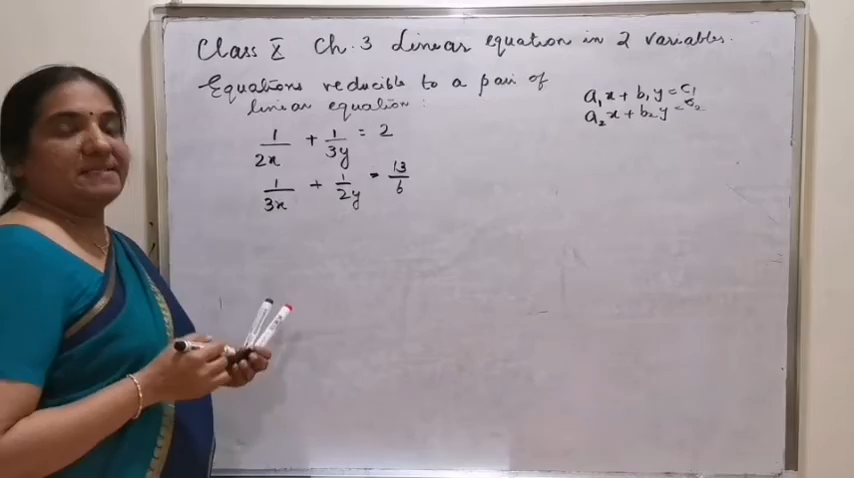 Class X Ch. 3 Linear equation in 2 variables.
Equations reducible to a pair of
linear equation :
1/2x + 1/3y = 2
1/3x + 1/2y = 13/6
a₁x + b₁y = c₁
a₂x + b₂y = c₂